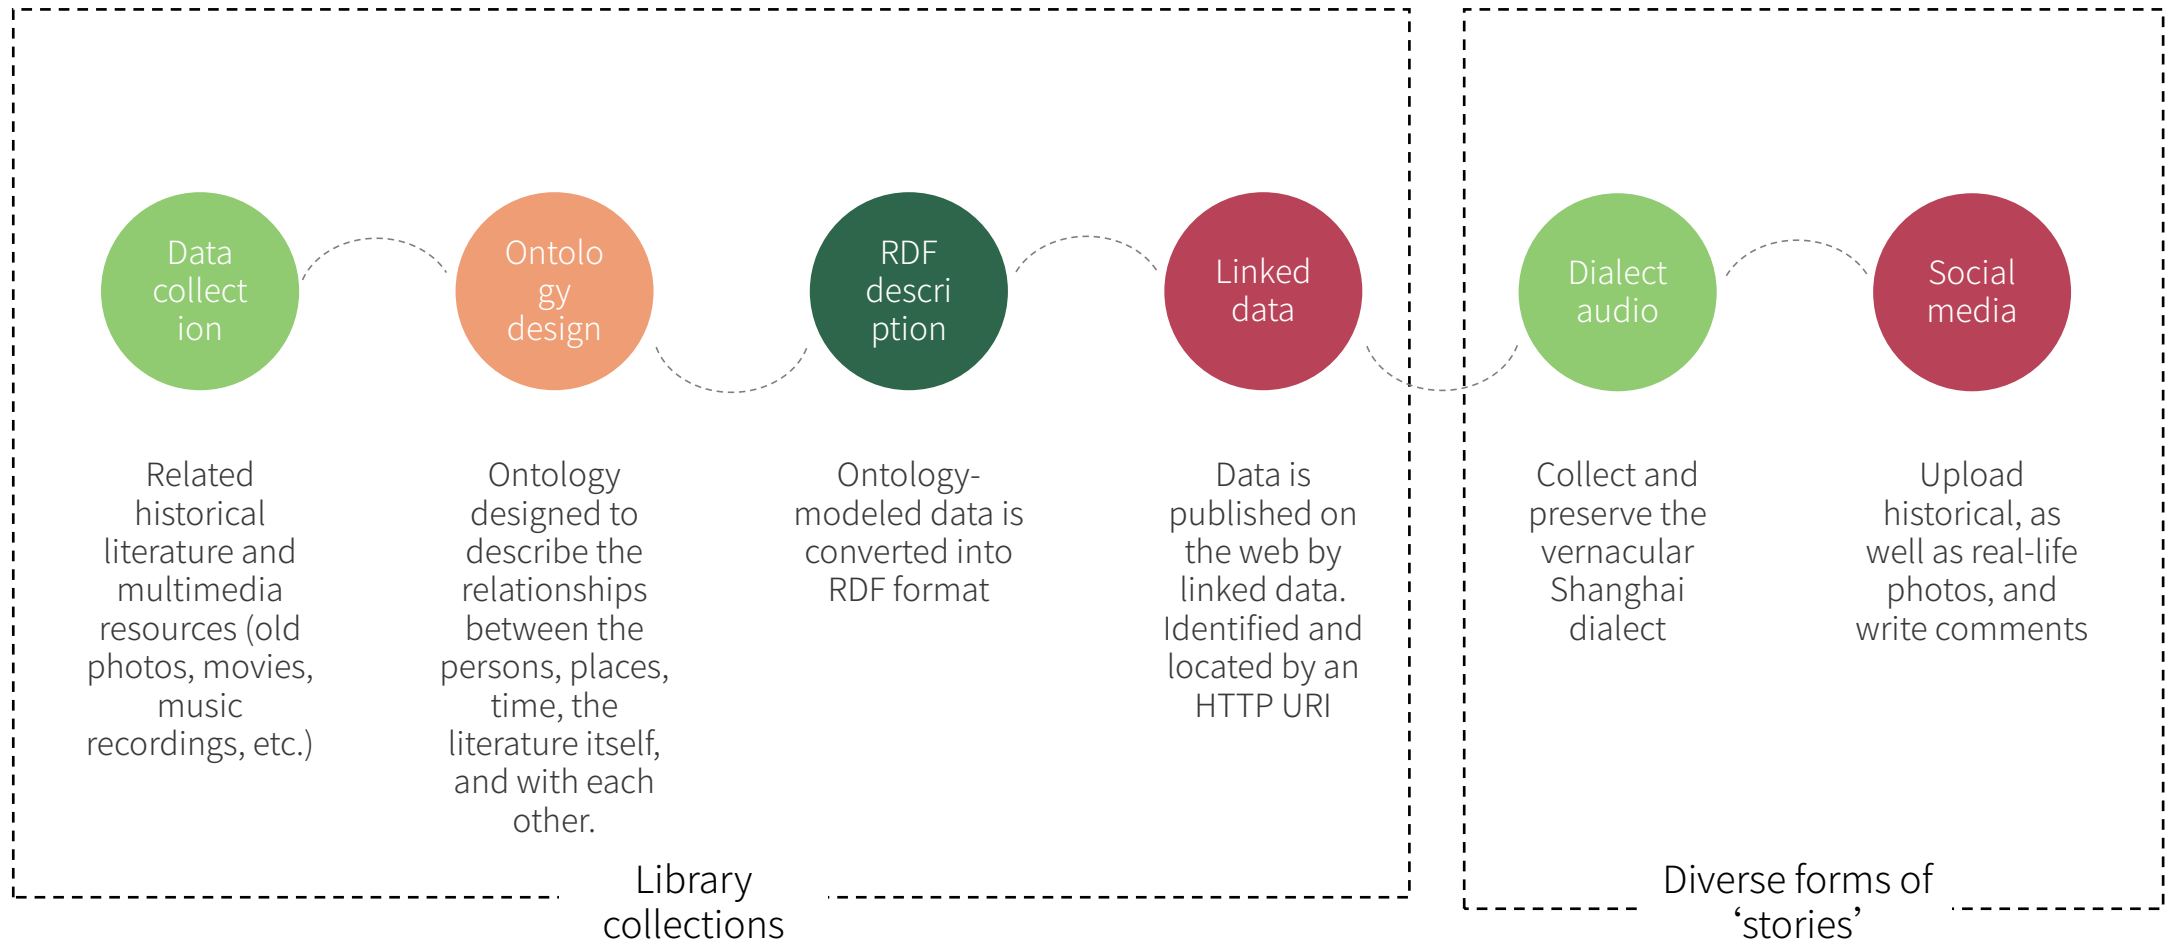 Data
collect
ion
Ontolo
gy
design
RDF
descri
ption
Linked
data
Dialect
audio
Social
media
Related
historical
literature and
multimedia
resources (old
photos, movies,
music
recordings, etc.)
Ontology
designed to
describe the
relationships
between the
persons, places,
time, the
literature itself,
and with each
other.
Ontology-
modeled data is
converted into
RDF format
Data is
published on
the web by
linked data.
Identified and
located by an
HTTP URI
Collect and
preserve the
vernacular
Shanghai
dialect
Upload
historical, as
well as real-life
photos, and
write comments
Library
collections
Diverse forms of
‘stories’